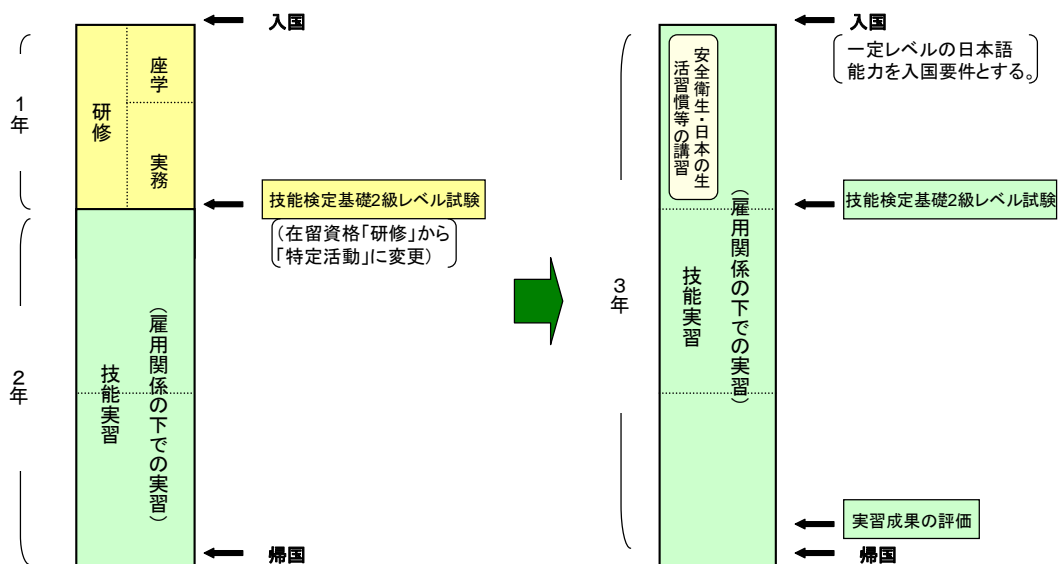 入国
1年
研修
座学
実務
技能検定基礎2級レベル試験
(在留資格「研修」から
「特定活動」に変更)
2年
技能実習
(雇用関係の下での実習)
帰国
入国
一定レベルの日本語
能力を入国要件とする。
3年
安全衛生・日本の生
活習慣等の講習
技能検定基礎2級レベル試験
技能実習
(雇用関係の下での実習)
実習成果の評価
帰国